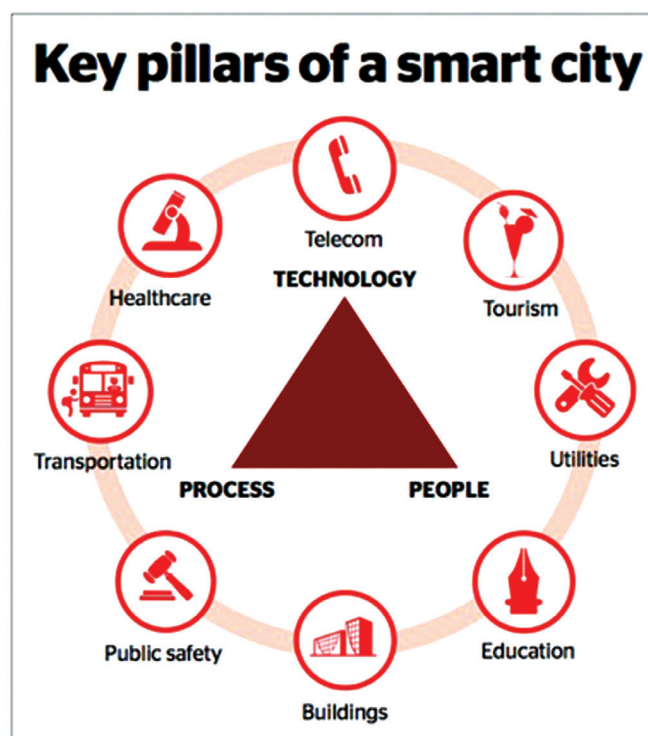 Key pillars of a smart city
Telecom
Healthcare
TECHNOLOGY
Tourism
Transportation
Utilities
PROCESS
PEOPLE
Public safety
Education
Buildings